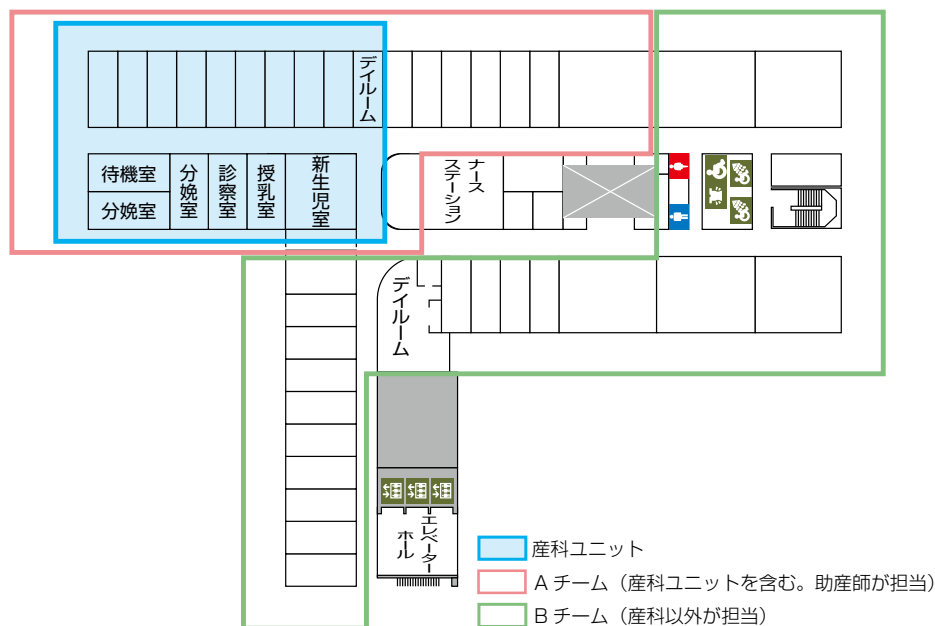 デイルーム
待機室
分娩室
分娩室
診察室
授乳室
新生児室
ナース
ステーション
デイルーム
エレベーター
ホール
産科ユニット
Aチーム（産科ユニットを含む。助産師が担当）
Bチーム（産科以外が担当）